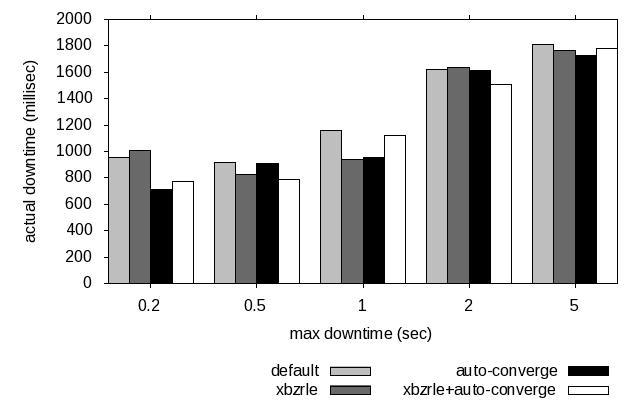 2000
1800
1600
1400
1200
1000
800
600
400
200
0
actual downtime (millisec)
0.2 0.5 1 2 5
max downtime (sec)
default auto-converge
xbzrle xbzrle+auto-converge